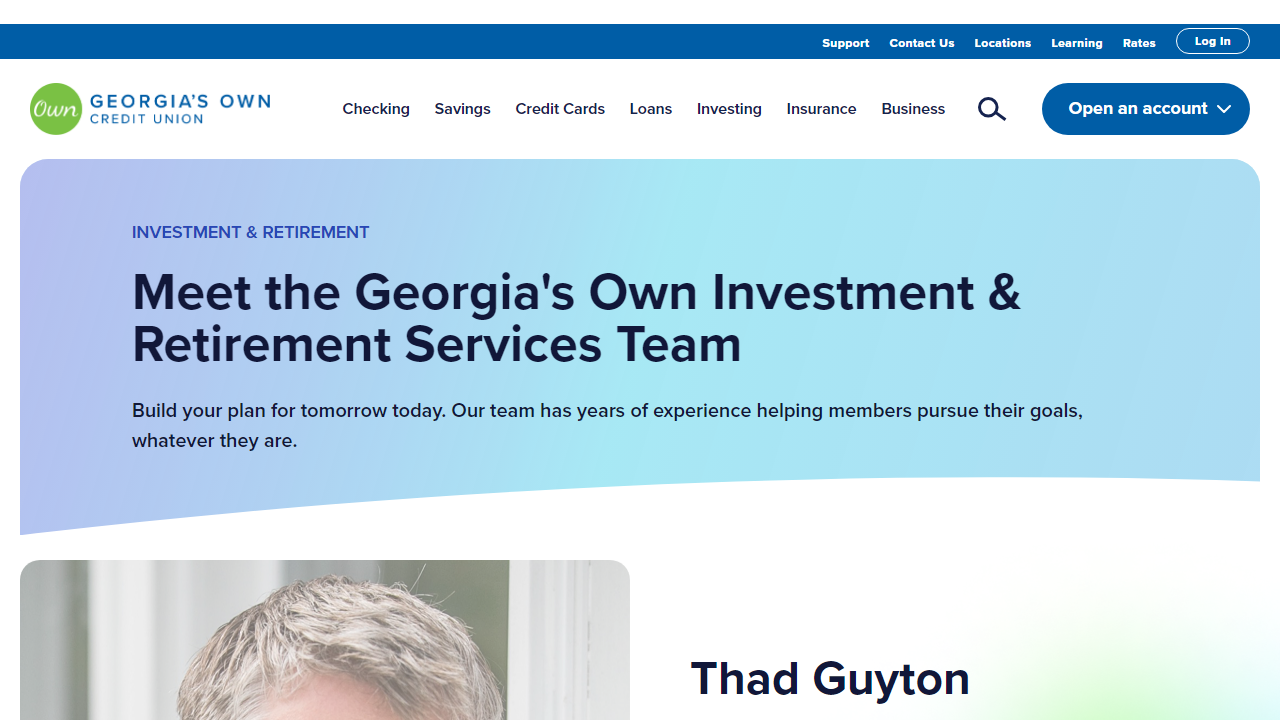 Support Contact Us Locations Learning Rates Log In
Own GEORGIA'S OWN
CREDIT UNION
Checking Savings Credit Cards Loans Investing Insurance Business Open an account
INVESTMENT & RETIREMENT
Meet the Georgia's Own Investment &
Retirement Services Team
Build your plan for tomorrow today. Our team has years of experience helping members pursue their goals,
whatever they are.
Thad Guyton